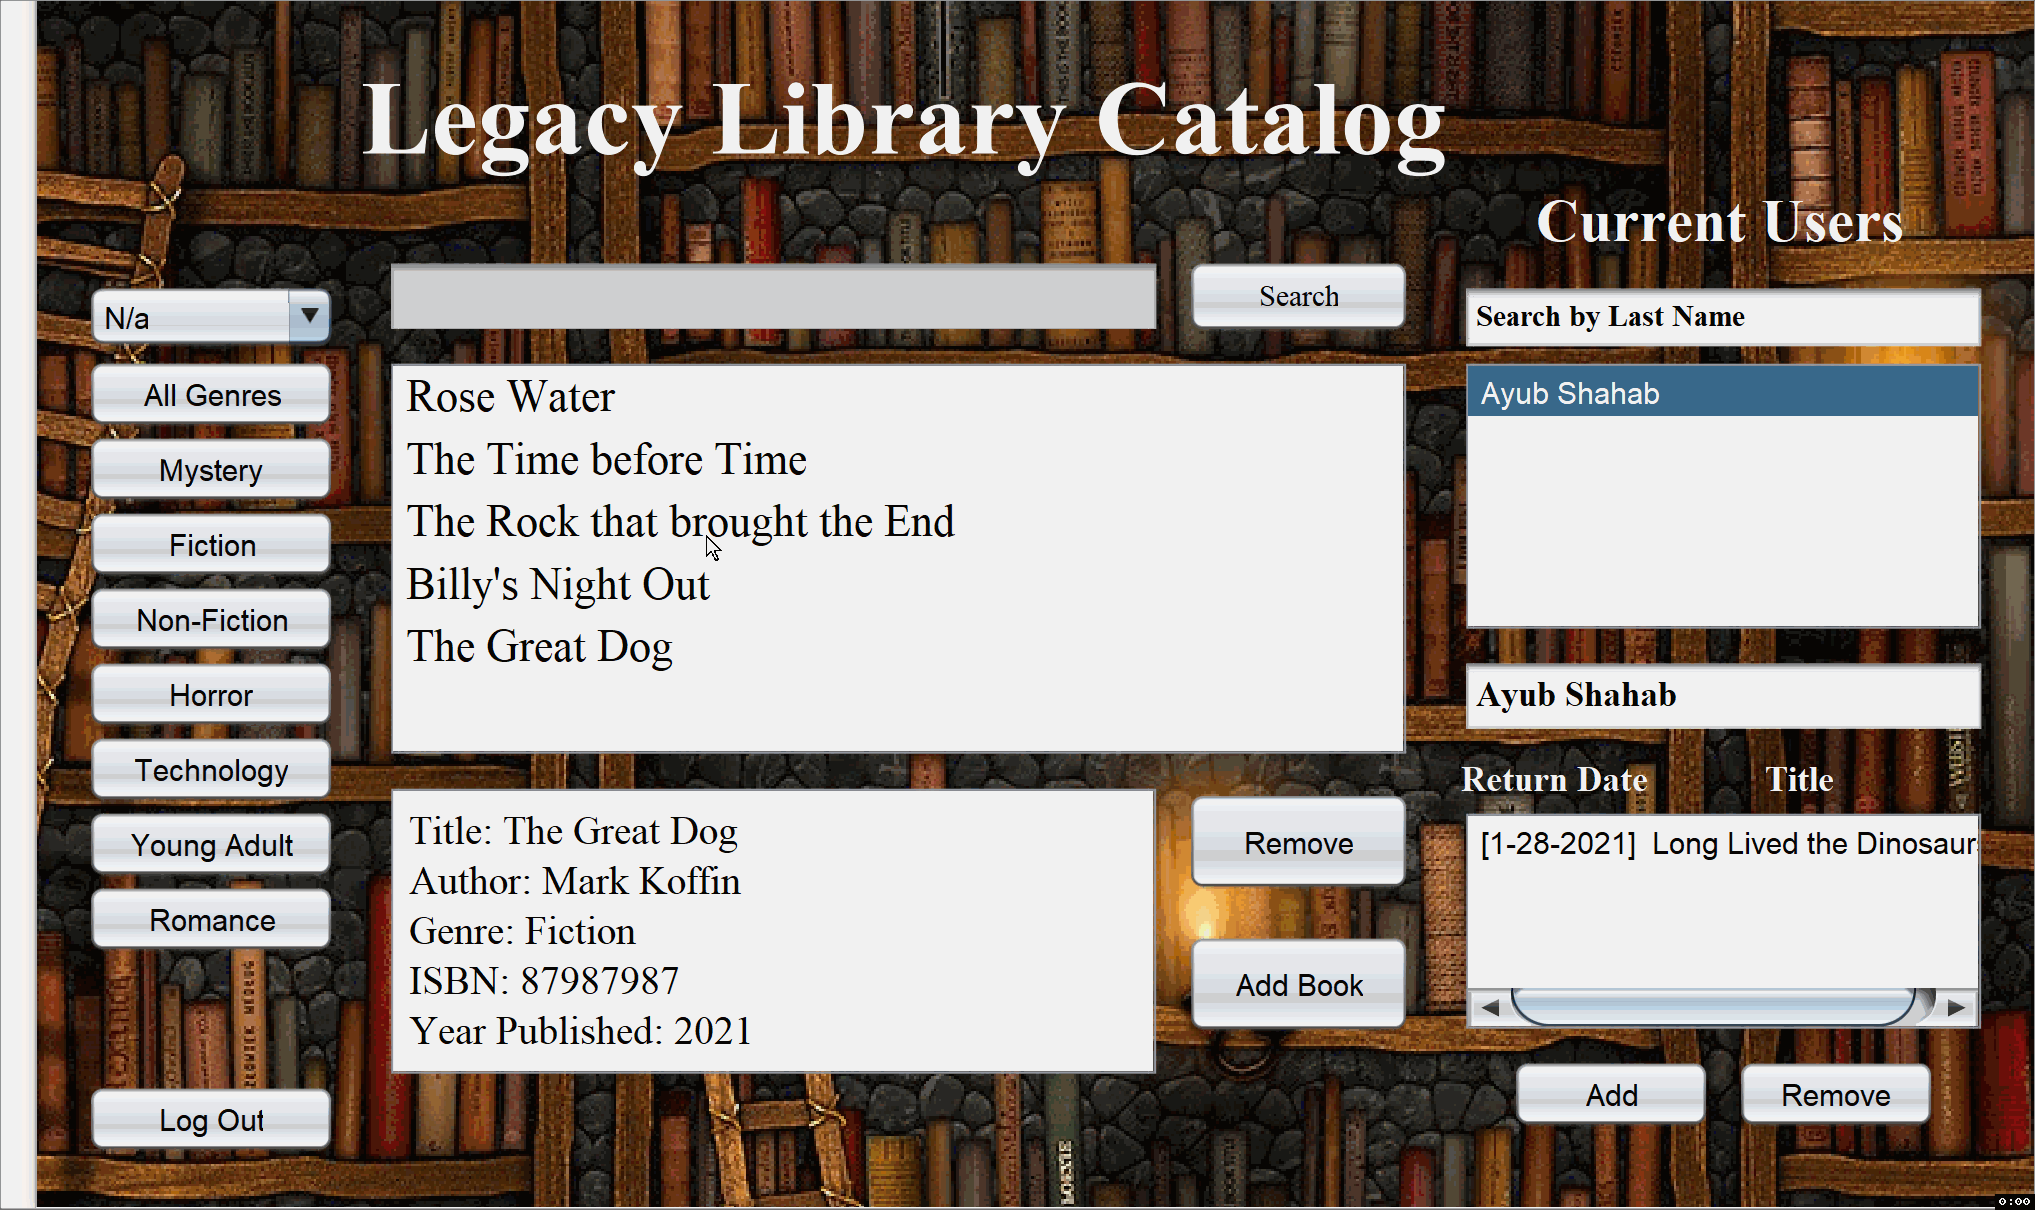 Legacy Library Catalog
Current Users
Search
N/a
Search by Last Name
All Genres
Mystery
Fiction
Non-Fiction
Horror
Technology
Young Adult
Romance
Log Out
Rose Water
The Time before Time
The Rock that brought the End
Billy's Night Out
The Great Dog
Title: The Great Dog
Author: Mark Koffin
Genre: Fiction
ISBN: 87987987
Year Published: 2021
Remove
Add Book
Ayub Shahab
Ayub Shahab
Return Date Title
[1-28-2021] Long Lived the Dinosaur
Add Remove
0:00